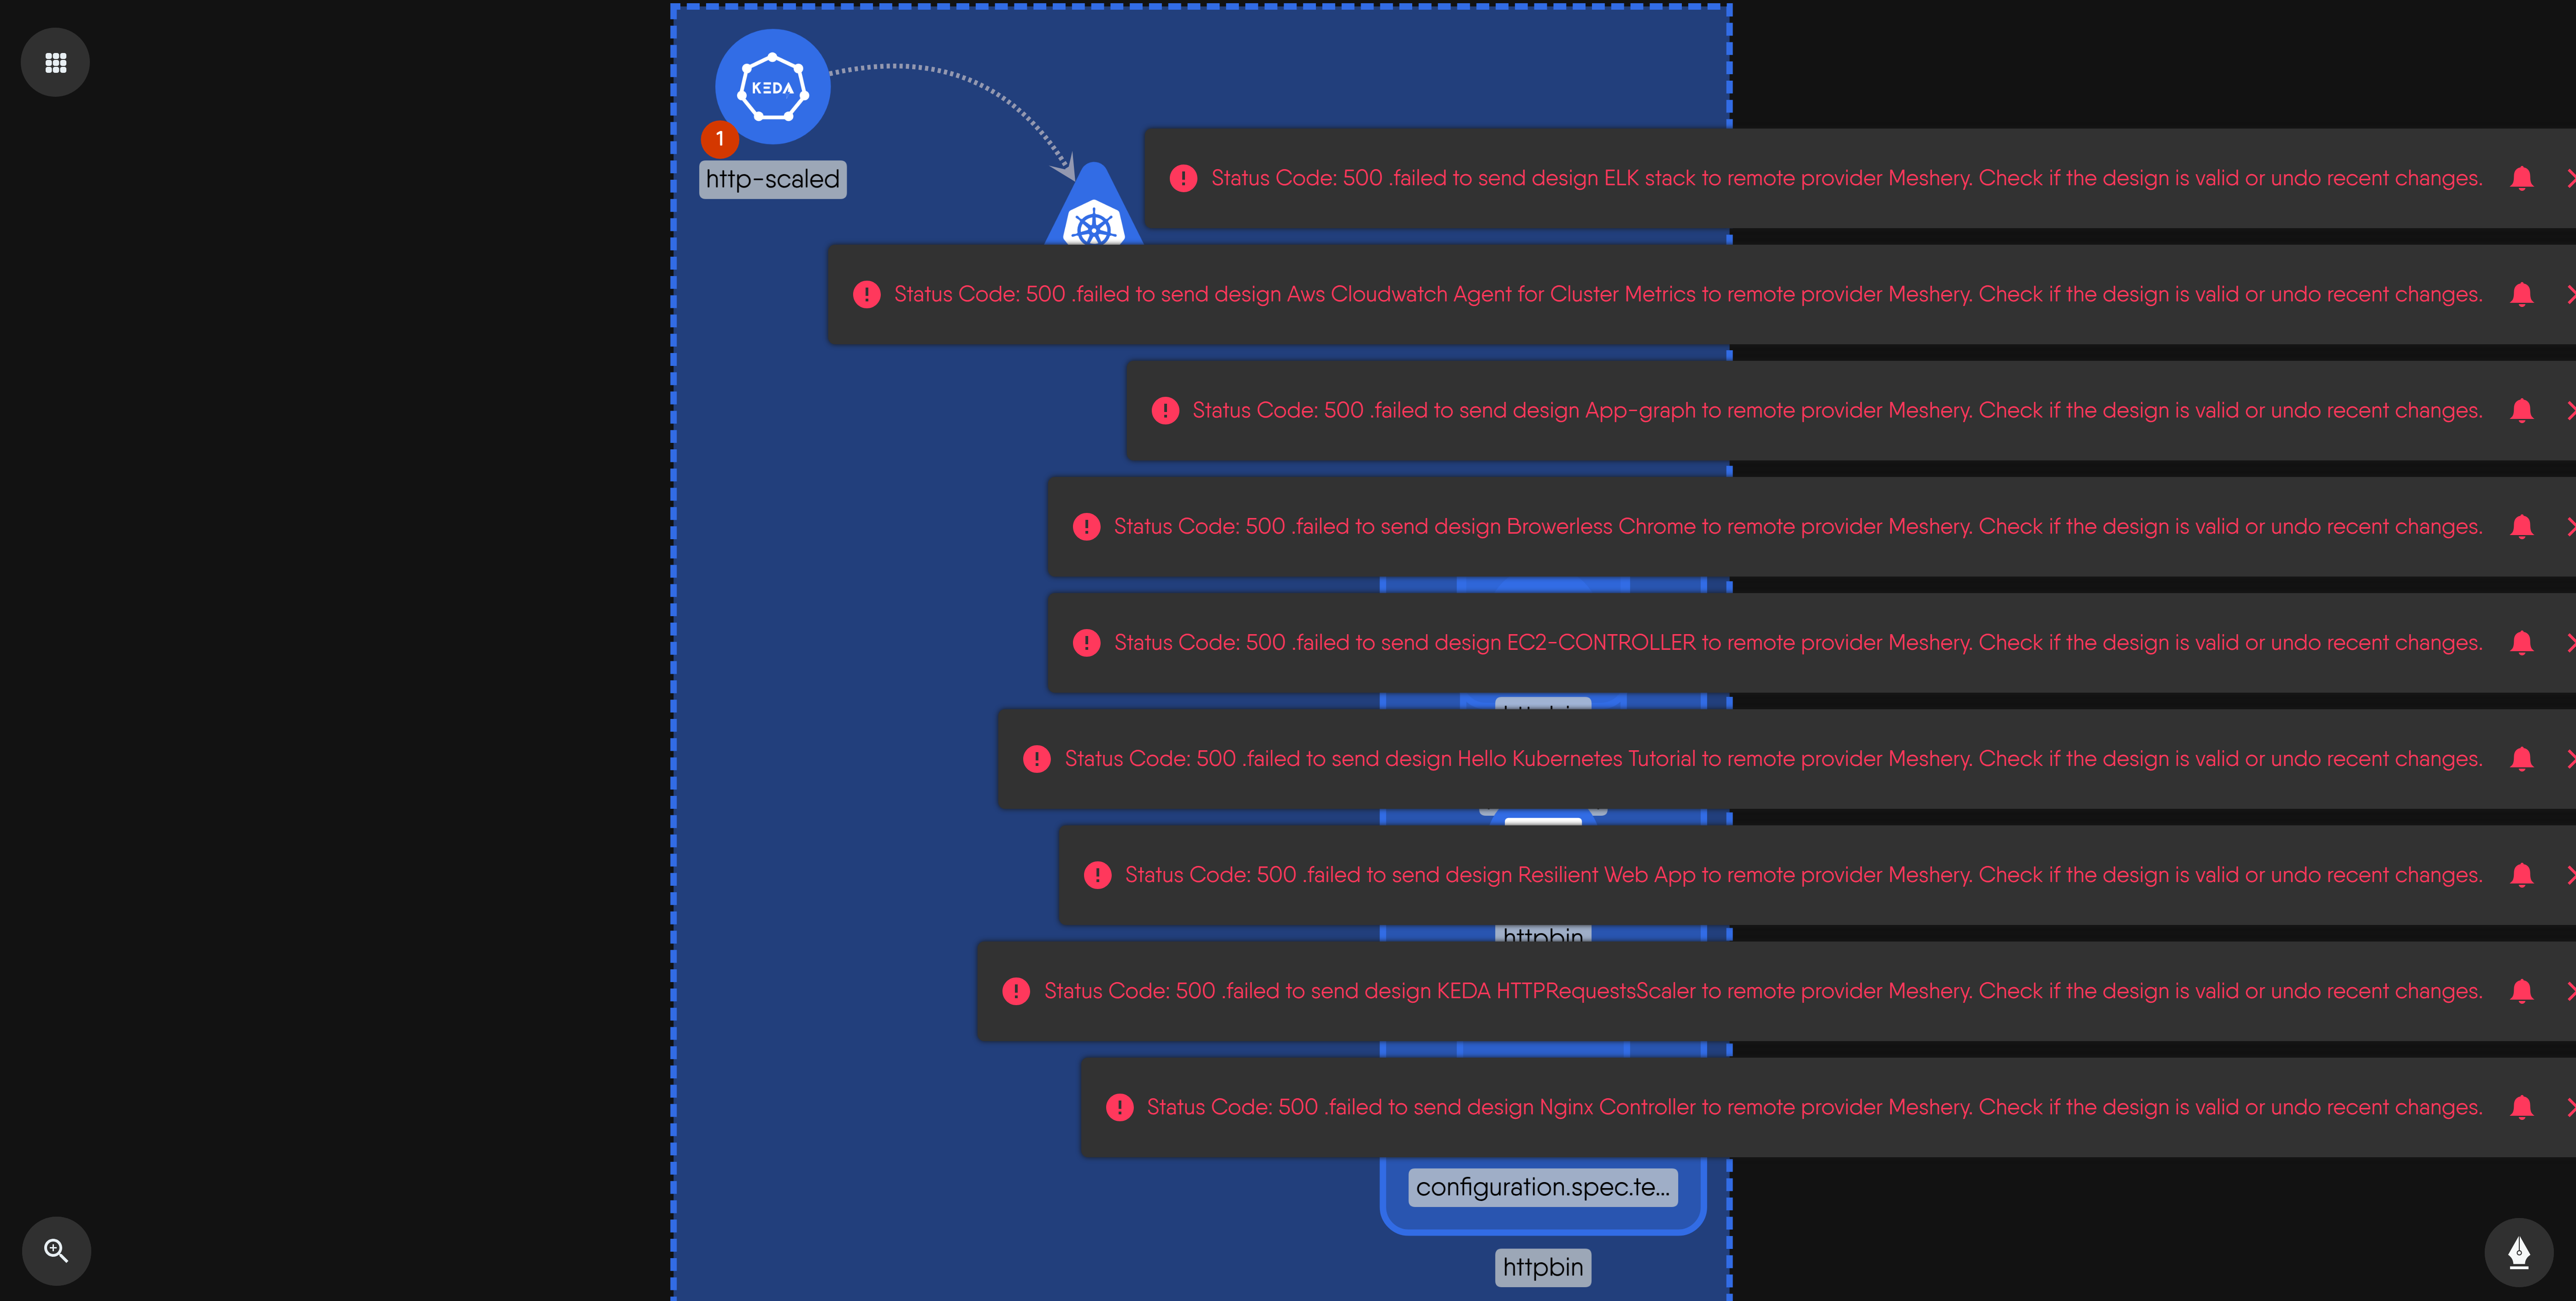 KEDA
1
http-scaled
Status Code: 500 .failed to send design ELK stack to remote provider Meshery. Check if the design is valid or undo recent changes.
Status Code: 500 .failed to send design Aws Cloudwatch Agent for Cluster Metrics to remote provider Meshery. Check if the design is valid or undo recent changes.
Status Code: 500 .failed to send design App-graph to remote provider Meshery. Check if the design is valid or undo recent changes.
Status Code: 500 .failed to send design Browerless Chrome to remote provider Meshery. Check if the design is valid or undo recent changes.
Status Code: 500 .failed to send design EC2-CONTROLLER to remote provider Meshery. Check if the design is valid or undo recent changes.
Status Code: 500 .failed to send design Hello Kubernetes Tutorial to remote provider Meshery. Check if the design is valid or undo recent changes.
Status Code: 500 .failed to send design Resilient Web App to remote provider Meshery. Check if the design is valid or undo recent changes.
httpbin
Status Code: 500 .failed to send design KEDA HTTPRequestsScaler to remote provider Meshery. Check if the design is valid or undo recent changes.
Status Code: 500 .failed to send design Nginx Controller to remote provider Meshery. Check if the design is valid or undo recent changes.
configuration.spec.te...
httpbin